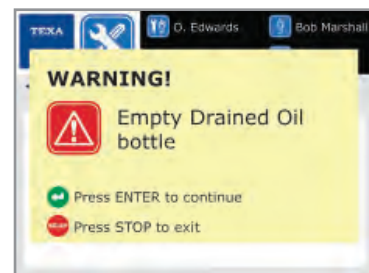 TEXA
O. Edwards
Bob Marshall
WARNING!
Empty Drained Oil
bottle
Press ENTER to continue
Press STOP to exit